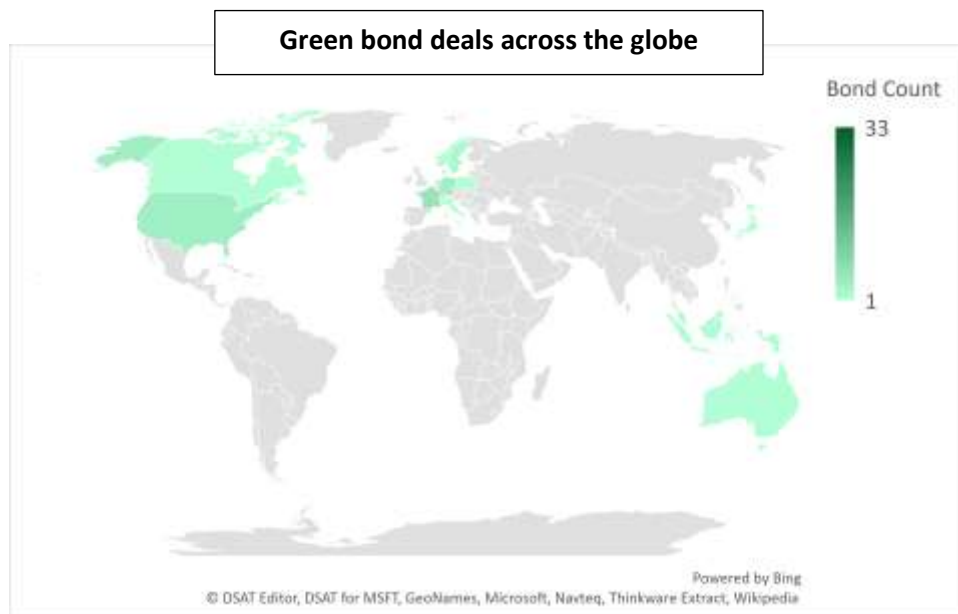 Green bond deals across the globe
Bond Count
33
1
Powered by Bing
© DSAT Editor, DSAT for MSFT, GeoNames, Microsoft, Navteq, Thinkware Extract, Wikipedia